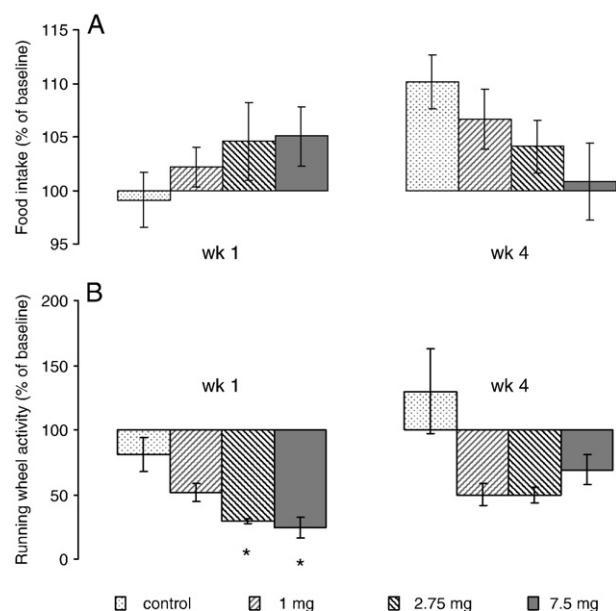 A
Food intake (% of baseline)
115
110
105
100
95
wk 1
wk 4
B
Running wheel activity (% of baseline)
200
150
100
50
0
wk 1
wk 4
*
*
control
1 mg
2.75 mg
7.5 mg